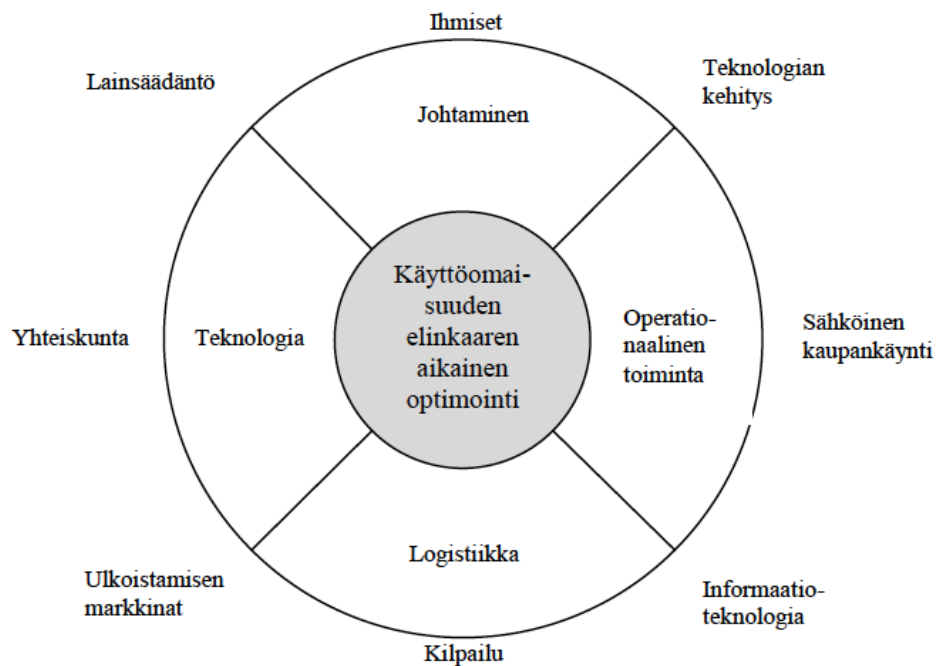 Ihmiset
Lainsäädäntö
Teknologian
kehitys
Johtaminen
Käyttöomai-
suuden
elinkaaren
aikainen
optimointi
Yhteiskunta
Teknologia
Operatio-
naalinen
toiminta
Sähköinen
kaupankäynti
Logistiikka
Ulkoistamisen
markkinat
Informaatio-
teknologia
Kilpailu